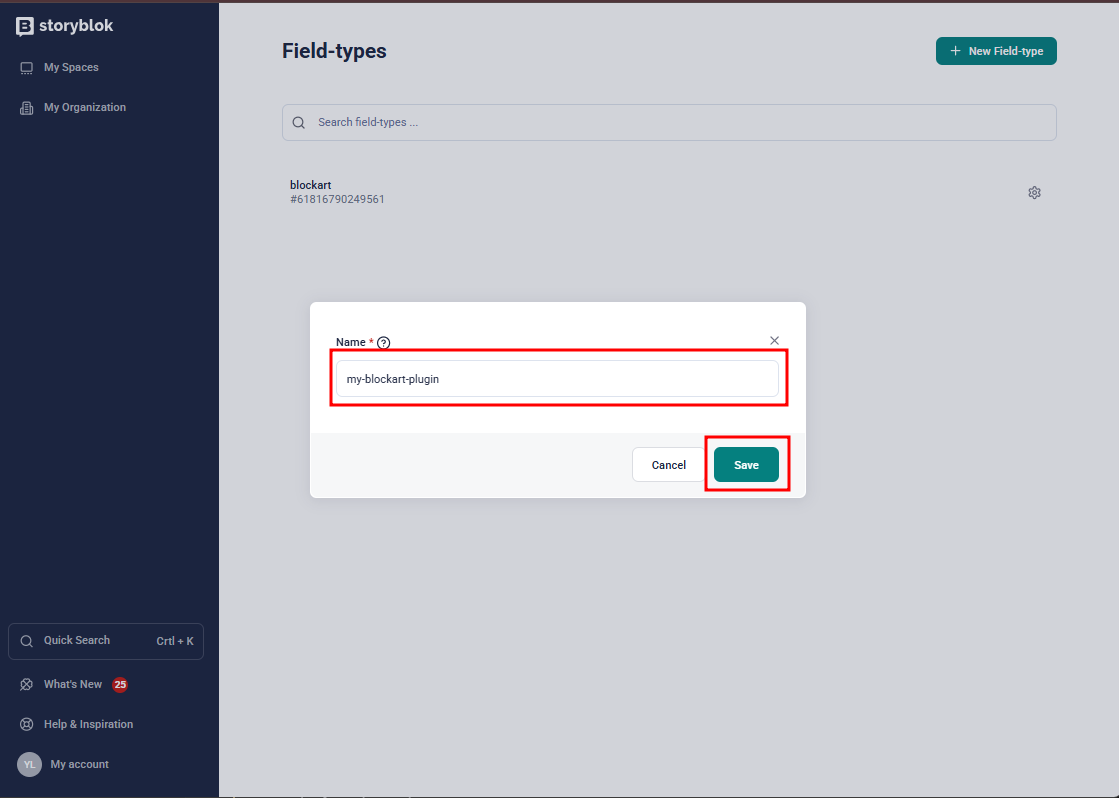 storyblok
My Spaces
My Organization
Field-types
New Field-type
Search field-types ...
blockart
#61816790249561
Name *
my-blockart-plugin
Cancel
Save
Quick Search Crtl + K
What's New 25
Help & Inspiration
YL My account